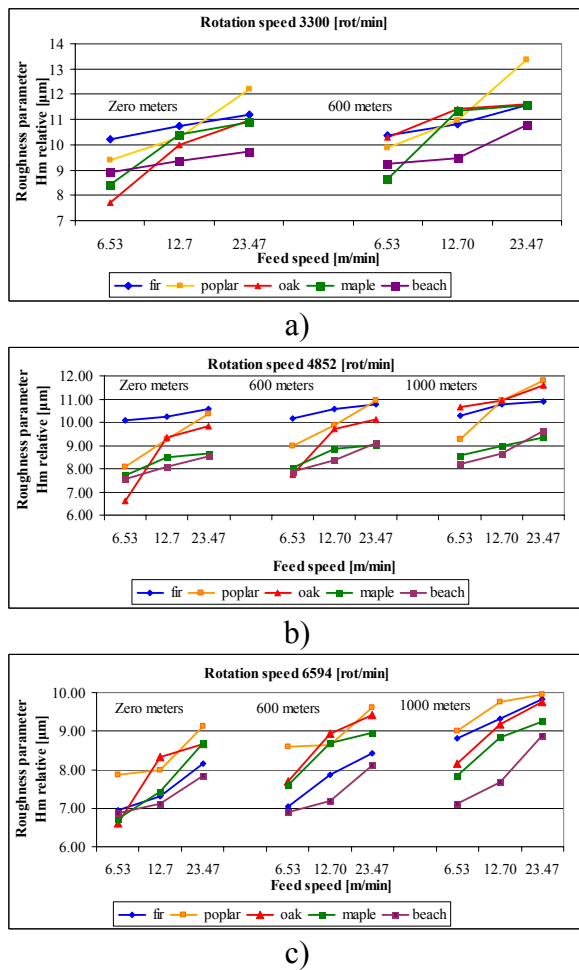 Rotation speed 3300 [rot/min]
Roughness parameter
Hm relative [µm]
14
13
12
11
10
9
8
7
Zero meters 600 meters
6.53 12.7 23.47 6.53 12.70 23.47
Feed speed [m/min]
fir poplar oak maple beach
a)
Rotation speed 4852 [rot/min]
Roughness parameter
Hm relative [µm]
12.00
11.00
10.00
9.00
8.00
7.00
6.00
Zero meters 600 meters 1000 meters
6.53 12.7 23.47 6.53 12.70 23.47 6.53 12.70 23.47
Feed speed [m/min]
fir poplar oak maple beach
b)
Rotation speed 6594 [rot/min]
Roughness parameter
Hm relative [µm]
10.00
9.00
8.00
7.00
6.00
Zero meters 600 meters 1000 meters
6.53 12.7 23.47 6.53 12.70 23.47 6.53 12.70 23.47
Feed speed [m/min]
fir poplar oak maple beach
c)